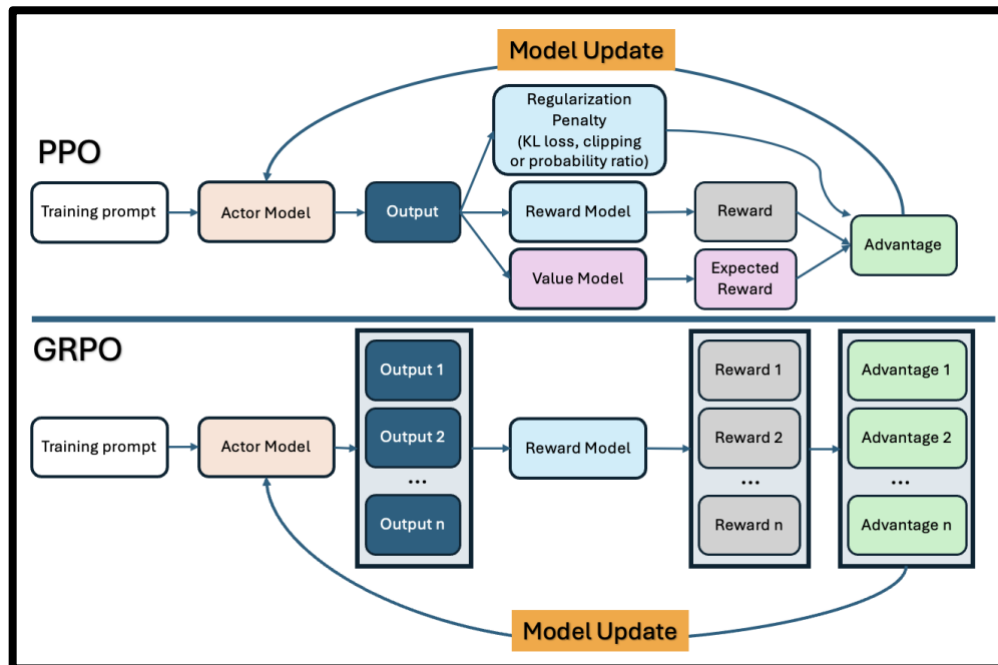 Model Update
PPO
Regularization
Penalty
(KL loss, clipping
or probability ratio)
Training prompt
Actor Model
Output
Reward Model
Reward
Advantage
Value Model
Expected
Reward
GRPO
Training prompt
Actor Model
Output 1
Output 2
...
Output n
Reward Model
Reward 1
Reward 2
...
Reward n
Advantage 1
Advantage 2
...
Advantage n
Model Update